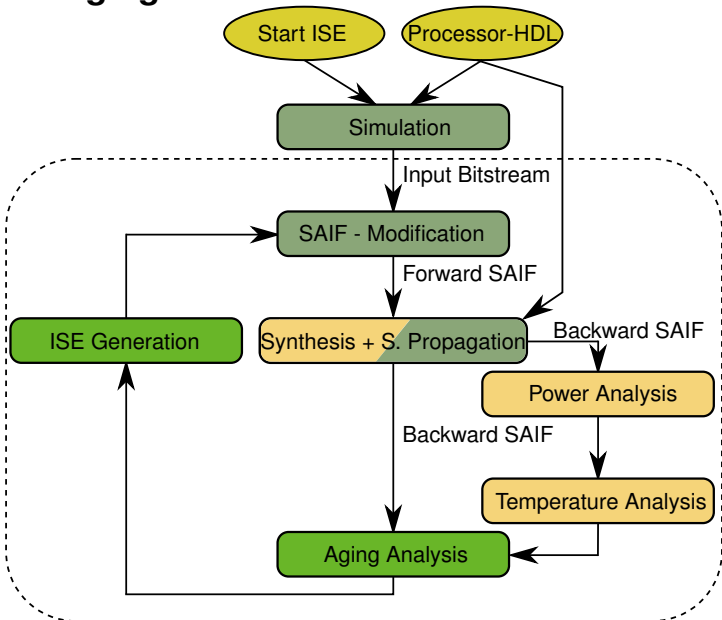 Start ISE
Processor-HDL
Simulation
Input Bitstream
SAIF - Modification
Forward SAIF
ISE Generation
Synthesis + S. Propagation
Backward SAIF
Power Analysis
Backward SAIF
Temperature Analysis
Aging Analysis